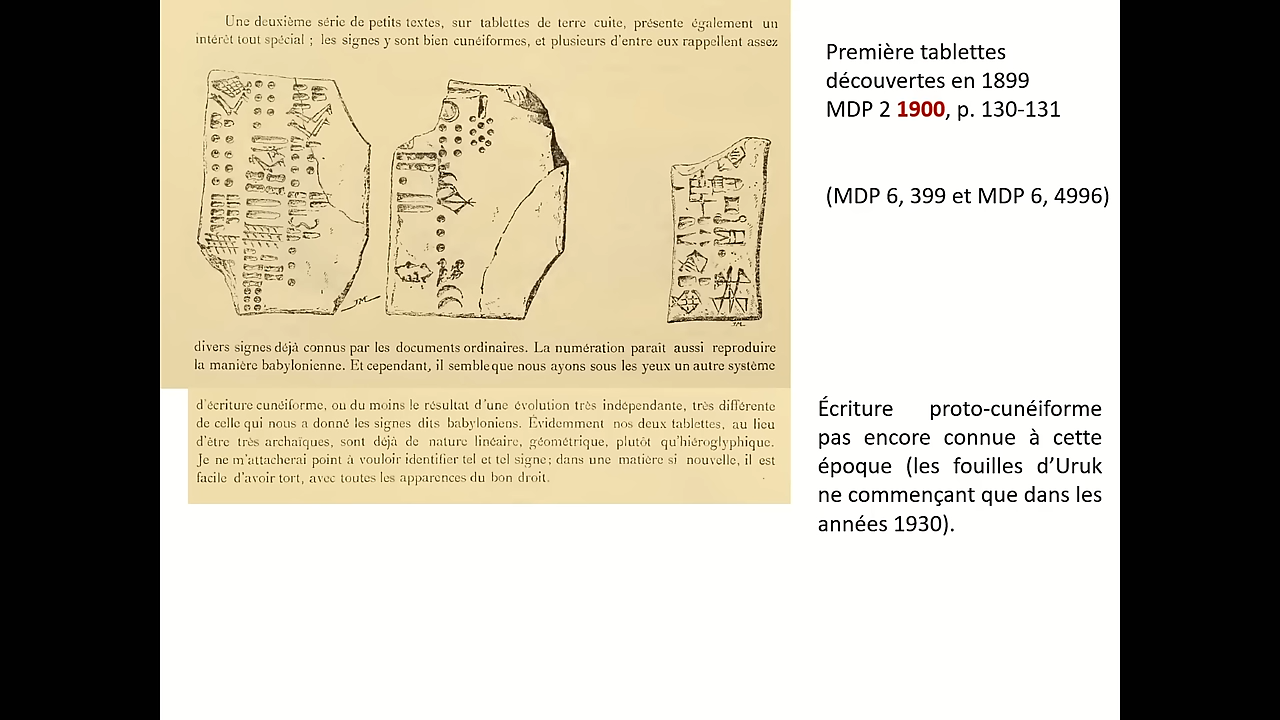 Une deuxième série de petits textes, sur tablettes de terre cuite, présente également un
intérêt tout spécial ; les signes y sont bien cunéiformes, et plusieurs d'entre eux rappellent assez
JM
JM
divers signes déjà connus par les documents ordinaires. La numération parait aussi reproduire
la manière babylonienne. Et cependant, il semble que nous ayons sous les yeux un autre système
d'écriture cunéiforme, ou du moins le résultat d'une évolution très indépendante, très différente
de celle qui nous a donné les signes dits babyloniens. Évidemment nos deux tablettes, au lieu
d'être très archaïques, sont déjà de nature linéaire, géométrique, plutôt qu'hiéroglyphique.
Je ne m'attacherai point à vouloir identifier tel et tel signe; dans une matière si nouvelle, il est
facile d'avoir tort, avec toutes les apparences du bon droit.
Première tablettes
découvertes en 1899
MDP 2 1900, p. 130-131
(MDP 6, 399 et MDP 6, 4996)
Écriture proto-cunéiforme
pas encore connue à cette
époque (les fouilles d’Uruk
ne commençant que dans les
années 1930).